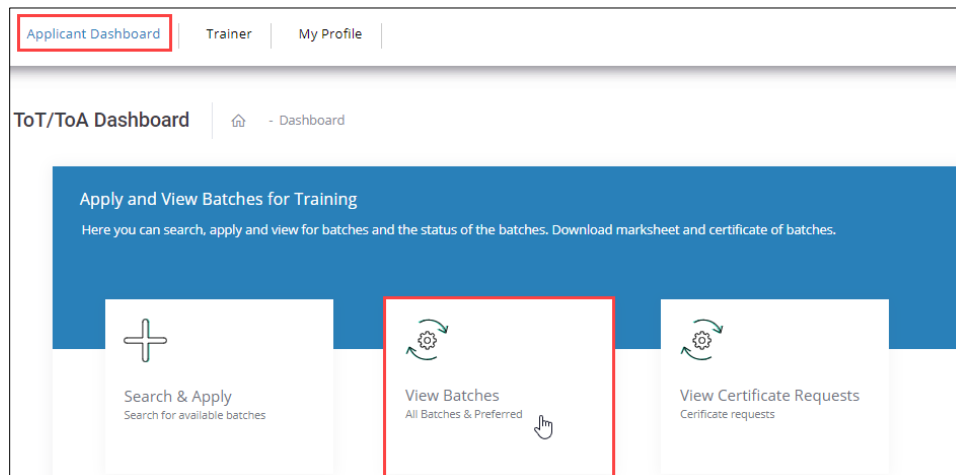 Applicant Dashboard Trainer My Profile
ToT/ToA Dashboard - Dashboard
Apply and View Batches for Training
Here you can search, apply and view for batches and the status of the batches. Download marksheet and certificate of batches.
Search & Apply
Search for available batches
View Batches
All Batches & Preferred
View Certificate Requests
Cerificate requests